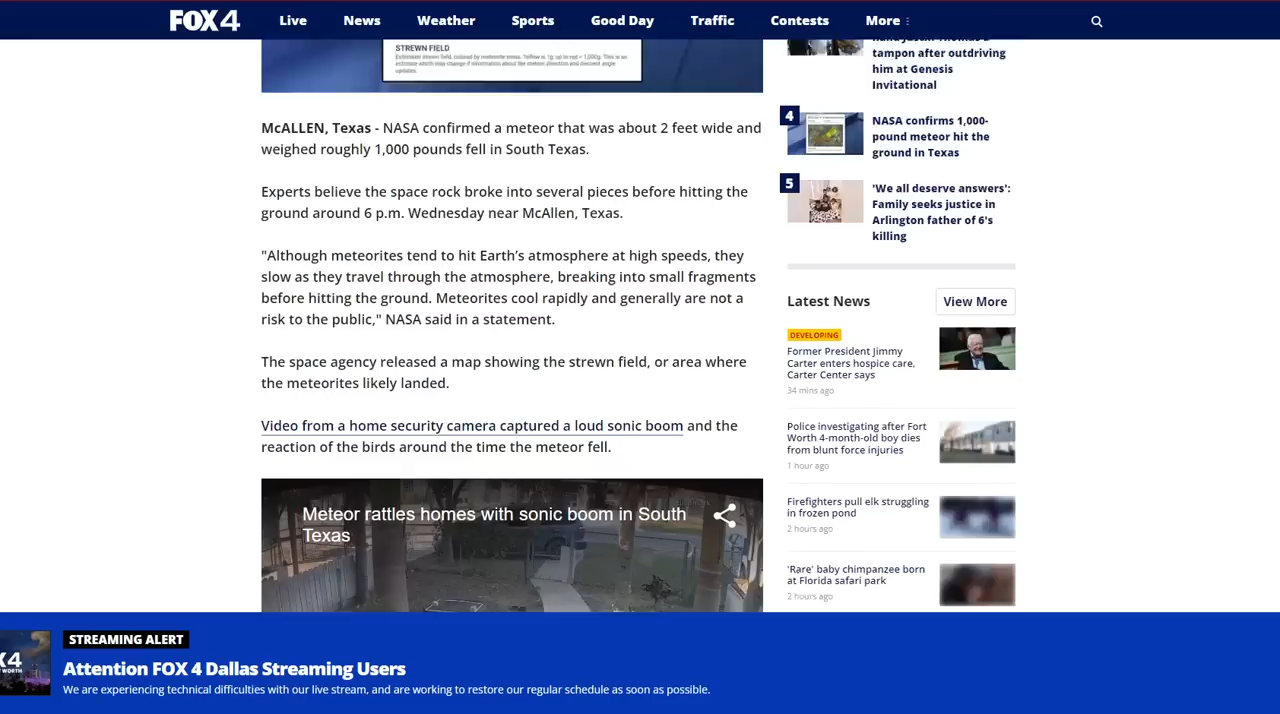 FOX 4 Live News Weather Sports Good Day Traffic Contests More
STREWN FIELD
McALLEN, Texas - NASA confirmed a meteor that was about 2 feet wide and
weighed roughly 1,000 pounds fell in South Texas.
Experts believe the space rock broke into several pieces before hitting the
ground around 6 p.m. Wednesday near McAllen, Texas.
"Although meteorites tend to hit Earth’s atmosphere at high speeds, they
slow as they travel through the atmosphere, breaking into small fragments
before hitting the ground. Meteorites cool rapidly and generally are not a
risk to the public," NASA said in a statement.
The space agency released a map showing the strewn field, or area where
the meteorites likely landed.
Video from a home security camera captured a loud sonic boom and the
reaction of the birds around the time the meteor fell.
Meteor rattles homes with sonic boom in South
Texas
tampon after outdriving
him at Genesis
Invitational
4
NASA confirms 1,000-
pound meteor hit the
ground in Texas
5
'We all deserve answers':
Family seeks justice in
Arlington father of 6's
killing
Latest News View More
DEVELOPING
Former President Jimmy
Carter enters hospice care,
Carter Center says
34 mins ago
Police investigating after Fort
Worth 4-month-old boy dies
from blunt force injuries
1 hour ago
Firefighters pull elk struggling
in frozen pond
2 hours ago
'Rare' baby chimpanzee born
at Florida safari park
2 hours ago
STREAMING ALERT
Attention FOX 4 Dallas Streaming Users
We are experiencing technical difficulties with our live stream, and are working to restore our regular schedule as soon as possible.